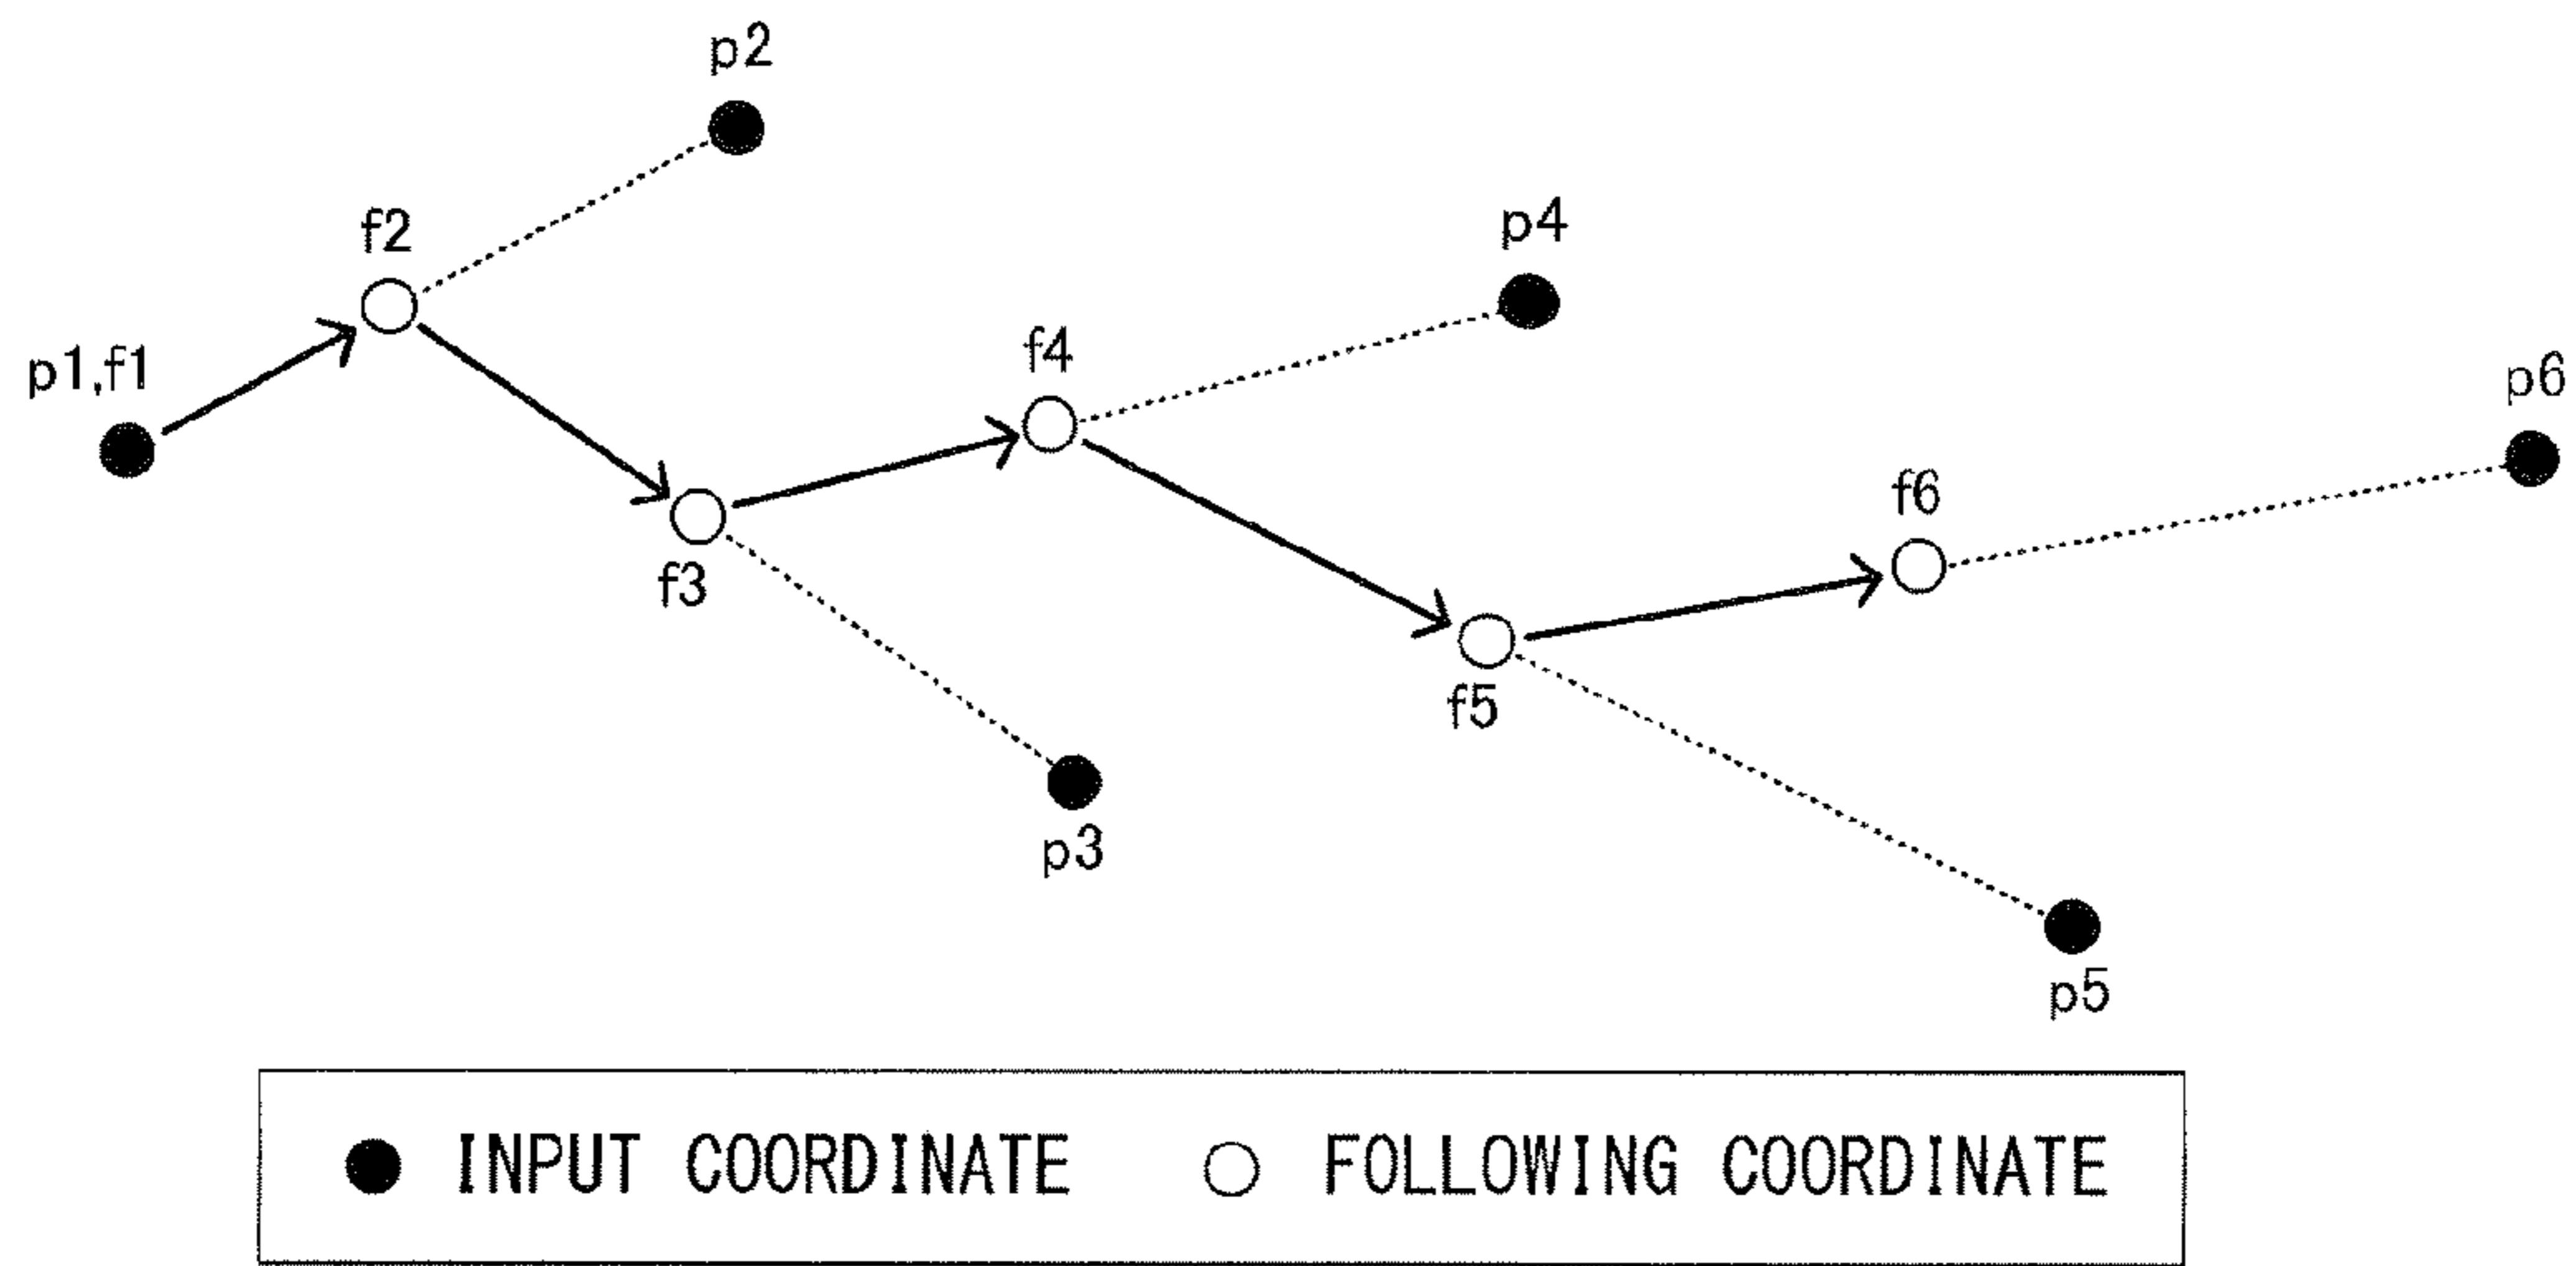 p2
f2
p4
p1,f1
f4
p6
f6
f3
f5
p3
p5
INPUT COORDINATE
FOLLOWING COORDINATE